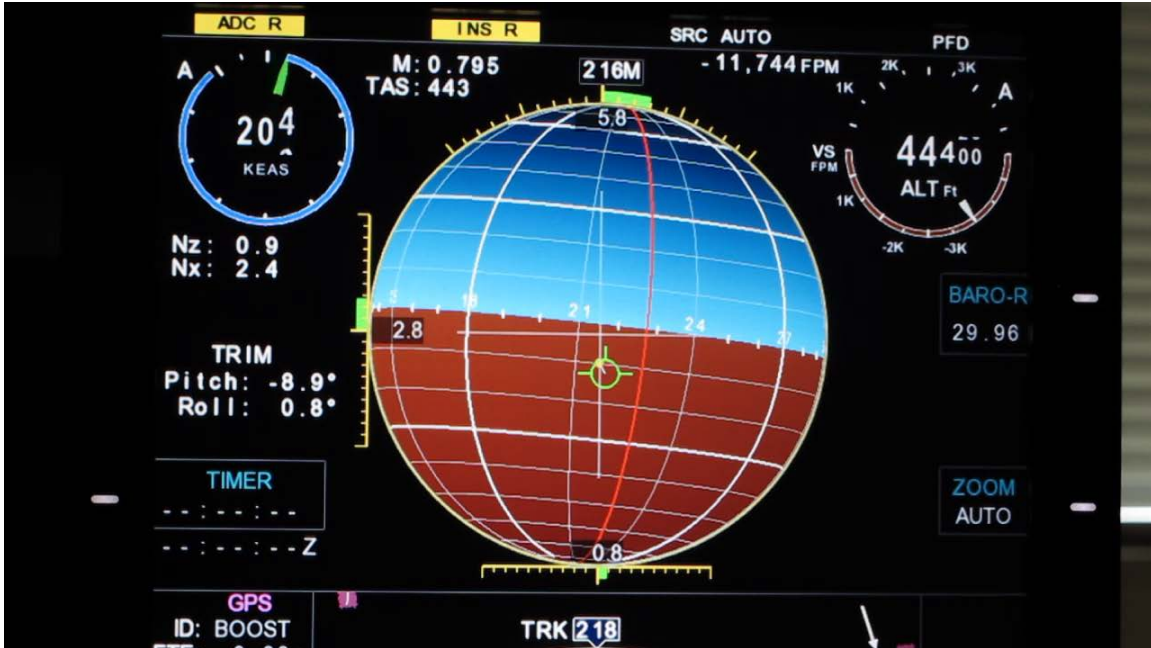 ADC R
INS R
SRC AUTO
PFD
A
M: 0.795
TAS: 443
216M
-11,744 FPM
2K
3K
1K
A
204
KEAS
5.8
VS
FPM
44400
ALT Ft
1K
-2K
-3K
Nz: 0.9
Nx: 2.4
18
21
24
27
2.8
BARO-R
29.96
TRIM
Pitch: -8.9°
Roll: 0.8°
TIMER
--:--:--
--:--:--Z
ZOOM
AUTO
0.8
GPS
ID: BOOST
TRK 218